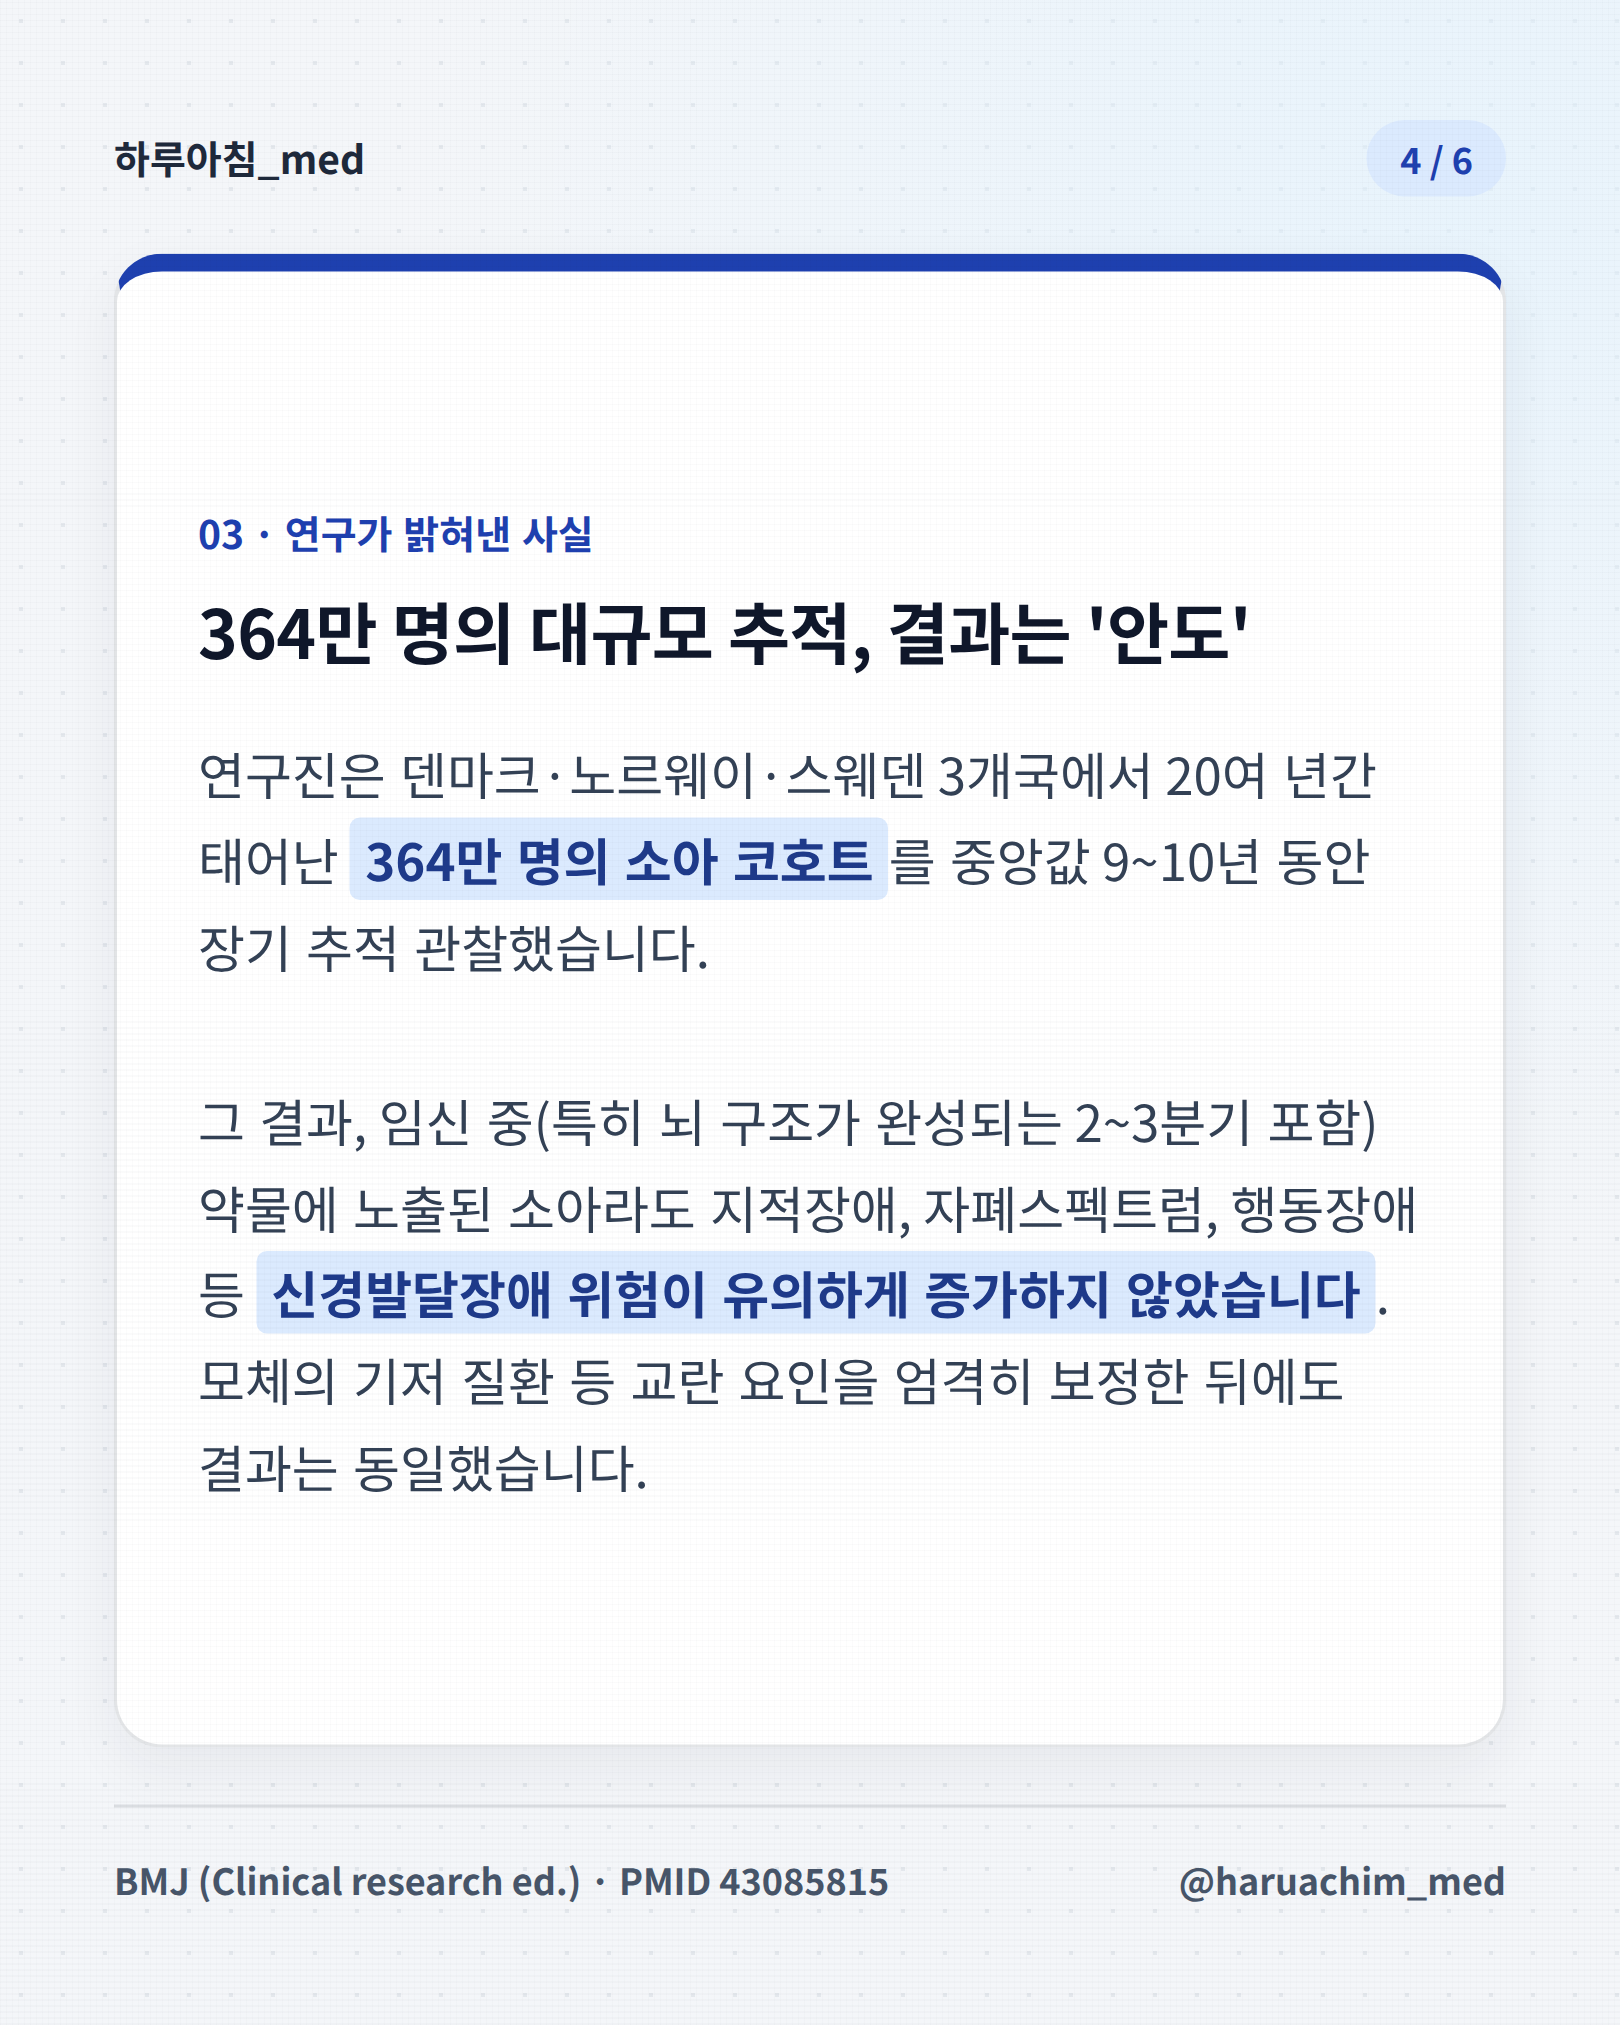 하루아침_med
4 / 6
03 · 연구가 밝혀낸 사실
364만 명의 대규모 추적, 결과는 '안도'
연구진은 덴마크·노르웨이·스웨덴 3개국에서 20여 년간
태어난 364만 명의 소아 코호트를 중앙값 9~10년 동안
장기 추적 관찰했습니다.
그 결과, 임신 중(특히 뇌 구조가 완성되는 2~3분기 포함)
약물에 노출된 소아라도 지적장애, 자폐스펙트럼, 행동장애
등 신경발달장애 위험이 유의하게 증가하지 않았습니다.
모체의 기저 질환 등 교란 요인을 엄격히 보정한 뒤에도
결과는 동일했습니다.
BMJ (Clinical research ed.) · PMID 43085815
@haruachim_med